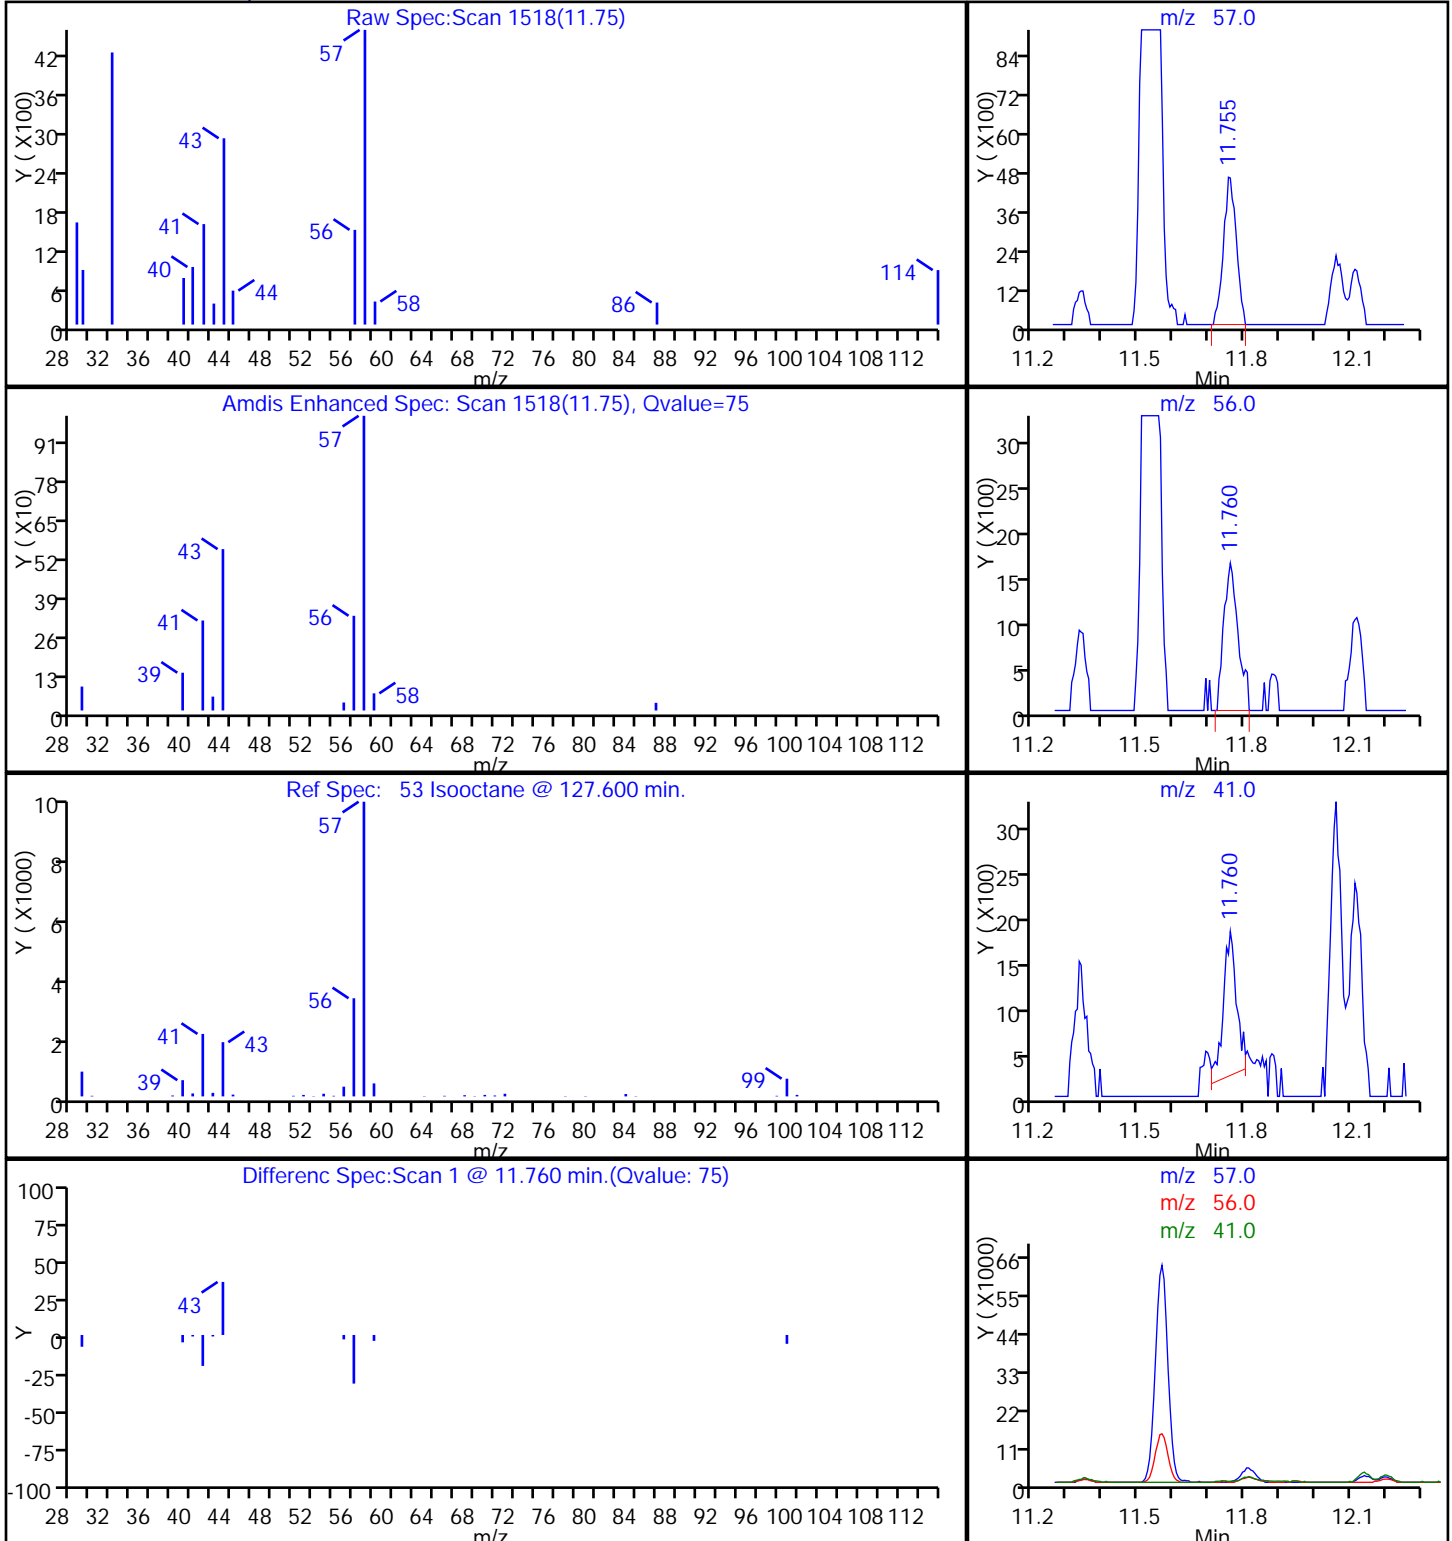 Raw Spec:Scan 1518(11.75)
Y ( X100)
42
36
30
24
18
12
6
0
57
43
41
56
40
44
58
86
114
28 32 36 40 44 48 52 56 60 64 68 72 76 80 84 88 92 96 100 104 108 112
m/z
m/z 57.0
Y ( X100)
84
72
60
48
36
24
12
0
11.755
11.2 11.5 11.8 12.1
Min
Amdis Enhanced Spec: Scan 1518(11.75), Qvalue=75
Y ( X10)
91
78
65
52
39
26
13
0
57
43
41
56
39
58
28 32 36 40 44 48 52 56 60 64 68 72 76 80 84 88 92 96 100 104 108 112
m/z
m/z 56.0
Y ( X100)
30
25
20
15
10
5
0
11.760
11.2 11.5 11.8 12.1
Min
Ref Spec: 53 Isooctane @ 127.600 min.
Y ( X1000)
10
8
6
4
2
0
57
56
41
43
39
99
28 32 36 40 44 48 52 56 60 64 68 72 76 80 84 88 92 96 100 104 108 112
m/z
m/z 41.0
Y ( X100)
30
25
20
15
10
5
0
11.760
11.2 11.5 11.8 12.1
Min
Differenc Spec:Scan 1 @ 11.760 min.(Qvalue: 75)
Y
100
75
50
25
0
-25
-50
-75
-100
43
28 32 36 40 44 48 52 56 60 64 68 72 76 80 84 88 92 96 100 104 108 112
m/z
m/z 57.0
m/z 56.0
m/z 41.0
Y ( X1000)
66
55
44
33
22
11
0
11.2 11.5 11.8 12.1
Min